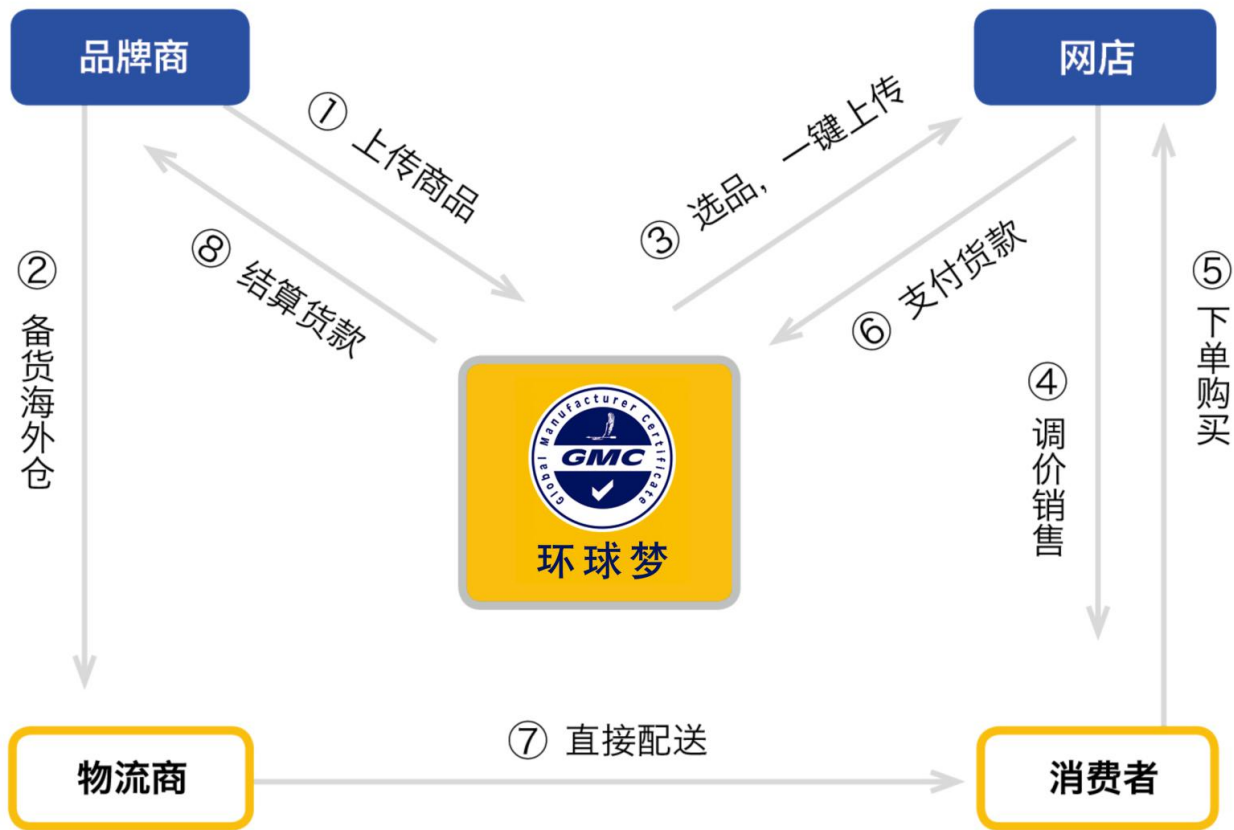 品牌商
网店
① 上传商品
③ 选品，一键上传
⑧ 结算货款
⑥ 支付货款
② 备货海外仓
④ 调价销售
⑤ 下单购买
Global Manufacturer Certificate
GMC
环球梦
⑦ 直接配送
物流商
消费者